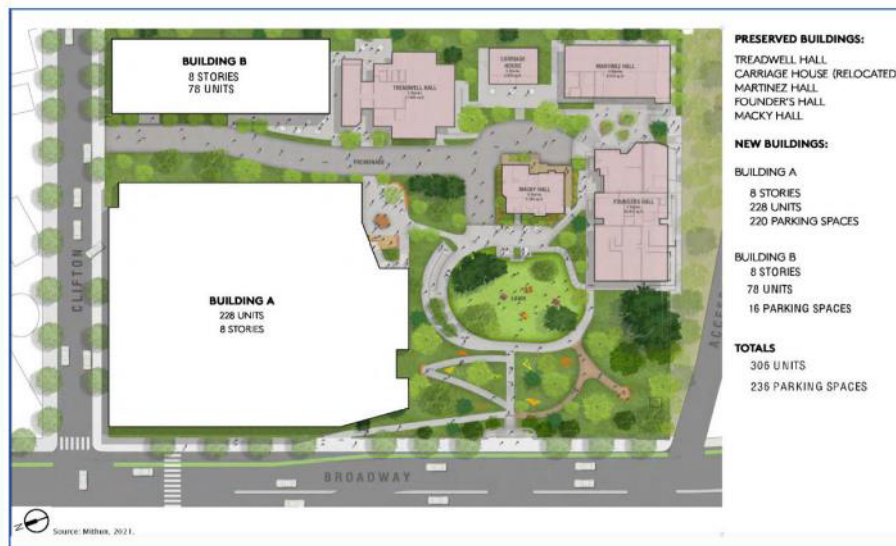 BUILDING B
8 STORIES
78 UNITS
TREADWELL HALL
CARRIAGE
HOUSE
MARTINEZ HALL
PROMENADE
MACKY HALL
FOUNDERS HALL
CLIFTON
BUILDING A
228 UNITS
8 STORIES
LAWN
ACCESS
BROADWAY
N
Source: Mithun, 2021.
PRESERVED BUILDINGS:
TREADWELL HALL
CARRIAGE HOUSE (RELOCATED
MARTINEZ HALL
FOUNDER'S HALL
MACKY HALL
NEW BUILDINGS:
BUILDING A
8 STORIES
228 UNITS
220 PARKING SPACES
BUILDING B
8 STORIES
78 UNITS
16 PARKING SPACES
TOTALS
306 UNITS
236 PARKING SPACES